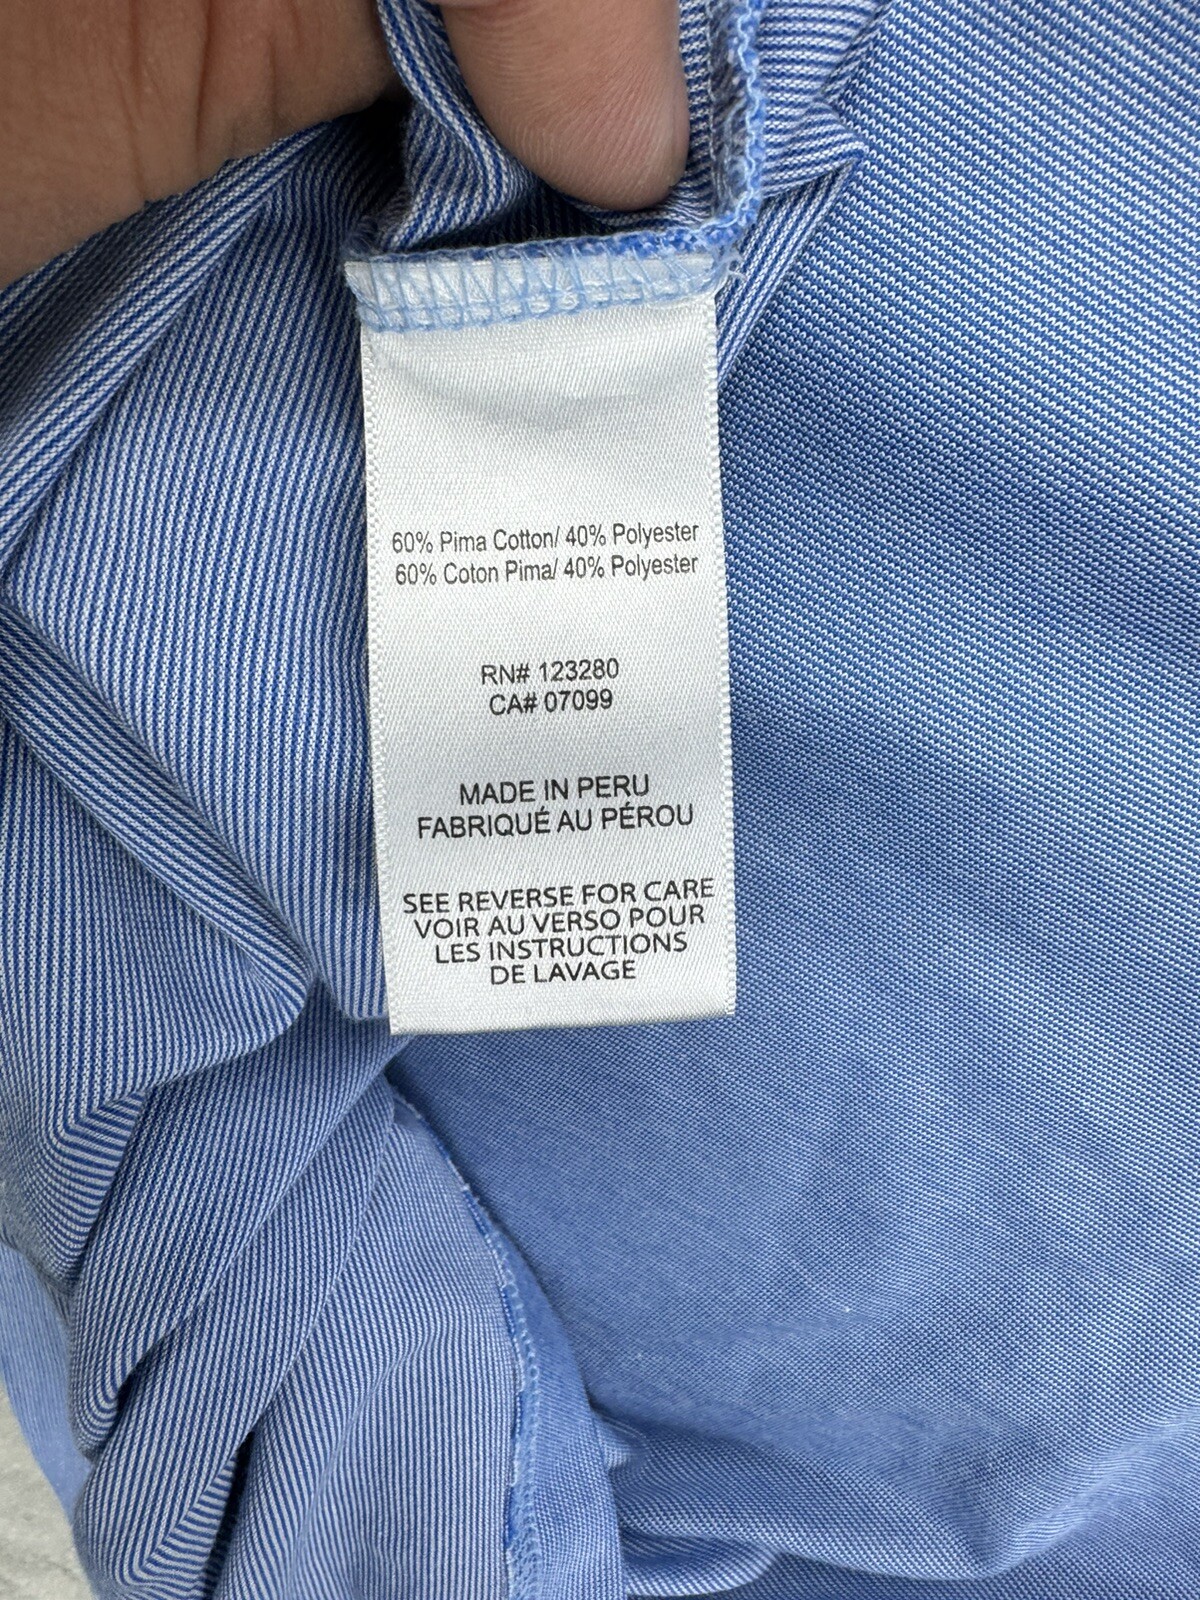 60% Pima Cotton/ 40% Polyester
60% Coton Pima/ 40% Polyester
RN# 123280
CA# 07099
MADE IN PERU
FABRIQUÉ AU PÉROU
SEE REVERSE FOR CARE
VOIR AU VERSO POUR
LES INSTRUCTIONS
DE LAVAGE